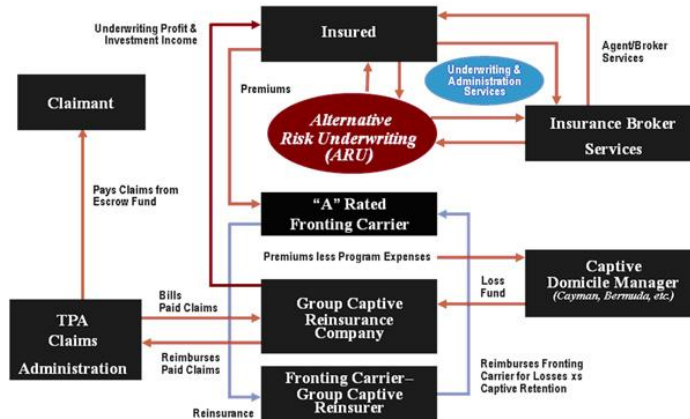 Underwriting Profit &
Investment Income
Insured
Agent/Broker
Services
Premiums
Underwriting &
Administration
Services
Claimant
Alternative
Risk Underwriting
(ARU)
Insurance Broker
Services
Pays Claims from
Escrow Fund
“A” Rated
Fronting Carrier
Premiums less Program Expenses
Captive
Domicile Manager
(Cayman, Bermuda, etc.)
Loss
Fund
Bills
Paid Claims
Group Captive
Reinsurance
Company
TPA
Claims
Administration
Reimburses
Paid Claims
Reimburses Fronting
Carrier for Losses xs
Captive Retention
Fronting Carrier–
Group Captive
Reinsurer
Reinsurance